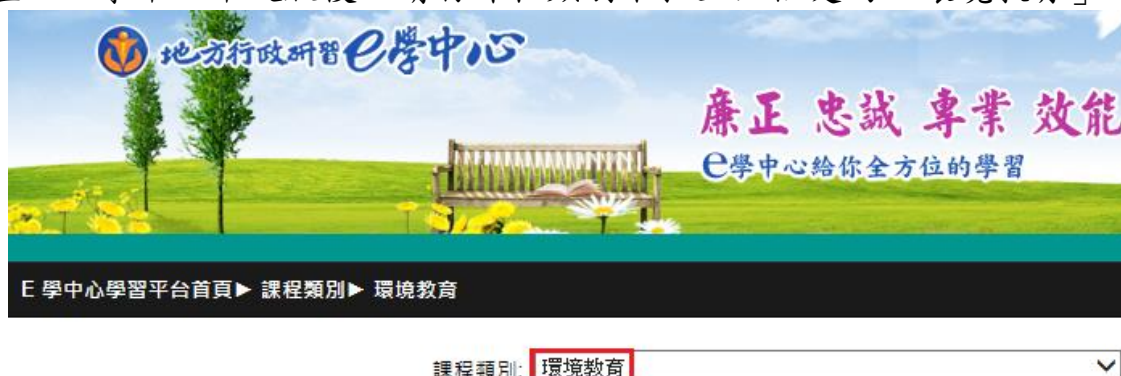 地方行政研習e學中心
廉正 忠誠 專業 效能
e學中心給你全方位的學習
E 學中心學習平台首頁► 課程類別► 環境教育
課程類別: 環境教育